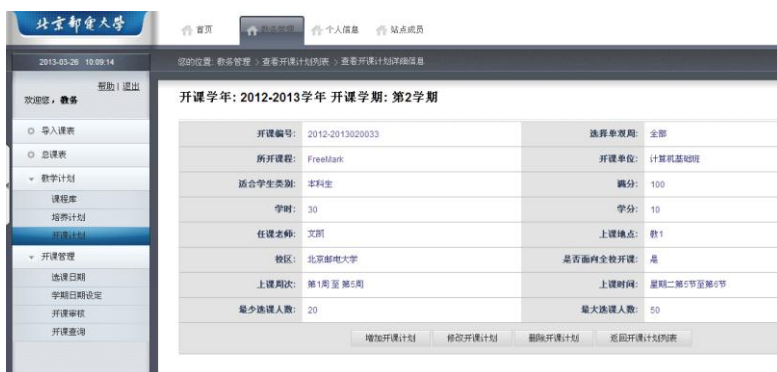 北京邮电大学
首页 教务管理 个人信息 站点成员
2013-03-26 10:09:14
您的位置: 教务管理 > 查看开课计划列表 > 查看开课计划详细信息
帮助 | 退出
欢迎您，教务
导入课表
总课表
教学计划
课程库
培养计划
开课计划
开课管理
选课日期
学期日期设定
开课审核
开课查询
开课学年: 2012-2013学年 开课学期: 第2学期
开课编号: 2012-2013020033 选择单双周: 全部
所开课程: FreeMark 开课单位: 计算机基础班
适合学生类别: 本科生 满分: 100
学时: 30 学分: 10
任课老师: 文凯 上课地点: 教1
校区: 北京邮电大学 是否面向全校开课: 是
上课周次: 第1周 至 第5周 上课时间: 星期二第5节至第6节
最少选课人数: 20 最大选课人数: 50
增加开课计划 修改开课计划 删除开课计划 返回开课计划列表